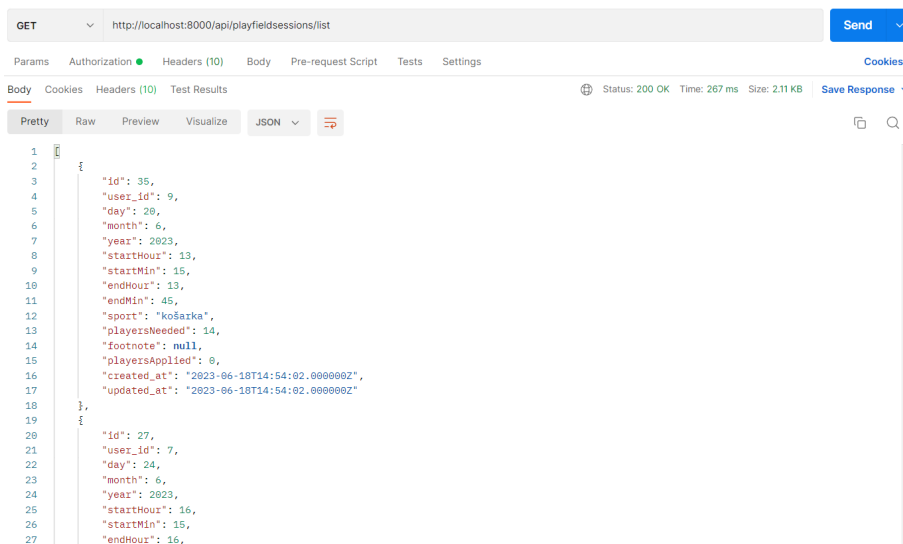 GET http://localhost:8000/api/playfieldsessions/list Send
Params Authorization Headers (10) Body Pre-request Script Tests Settings Cookies
Body Cookies Headers (10) Test Results Status: 200 OK Time: 267 ms Size: 2.11 KB Save Response
Pretty Raw Preview Visualize JSON
1 [
2 {
3 "id": 35,
4 "user_id": 9,
5 "day": 20,
6 "month": 6,
7 "year": 2023,
8 "startHour": 13,
9 "startMin": 15,
10 "endHour": 13,
11 "endMin": 45,
12 "sport": "košarka",
13 "playersNeeded": 14,
14 "footnote": null,
15 "playersApplied": 0,
16 "created_at": "2023-06-18T14:54:02.000000Z",
17 "updated_at": "2023-06-18T14:54:02.000000Z"
18 },
19 {
20 "id": 27,
21 "user_id": 7,
22 "day": 24,
23 "month": 6,
24 "year": 2023,
25 "startHour": 16,
26 "startMin": 15,
27 "endHour": 16,